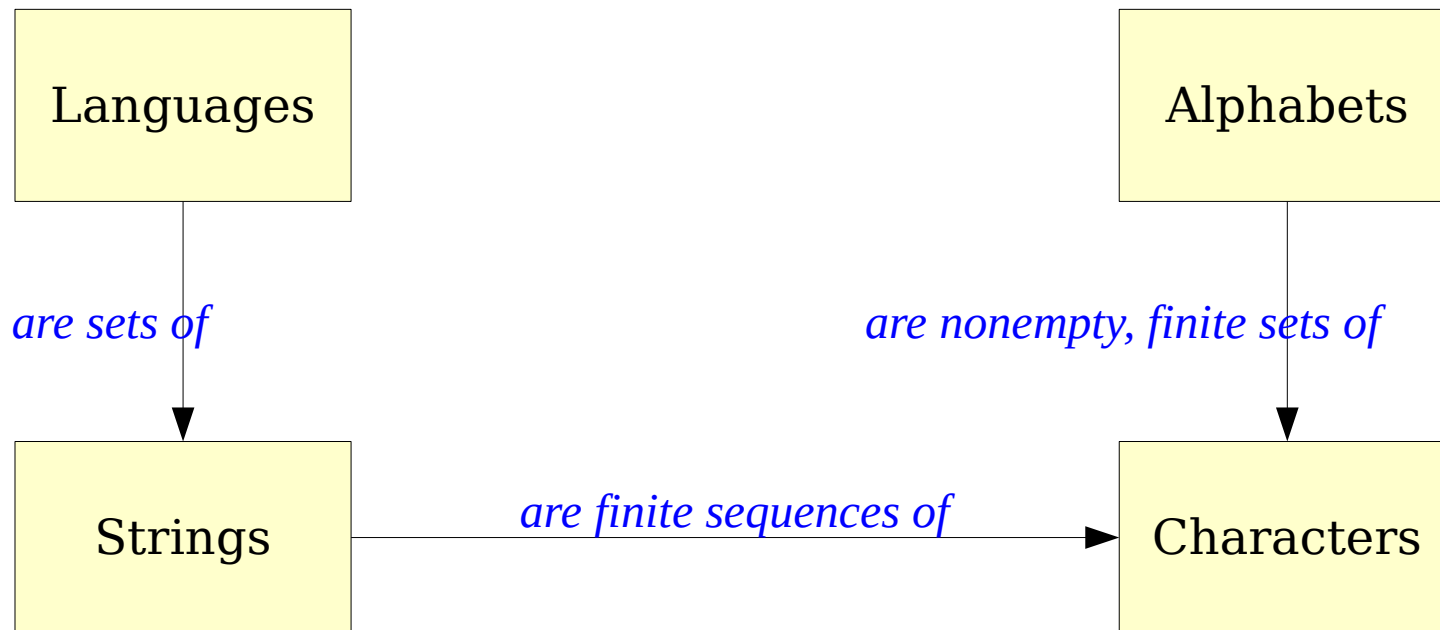 Languages
Alphabets
are sets of
are nonempty, finite sets of
are finite sequences of
Strings
Characters